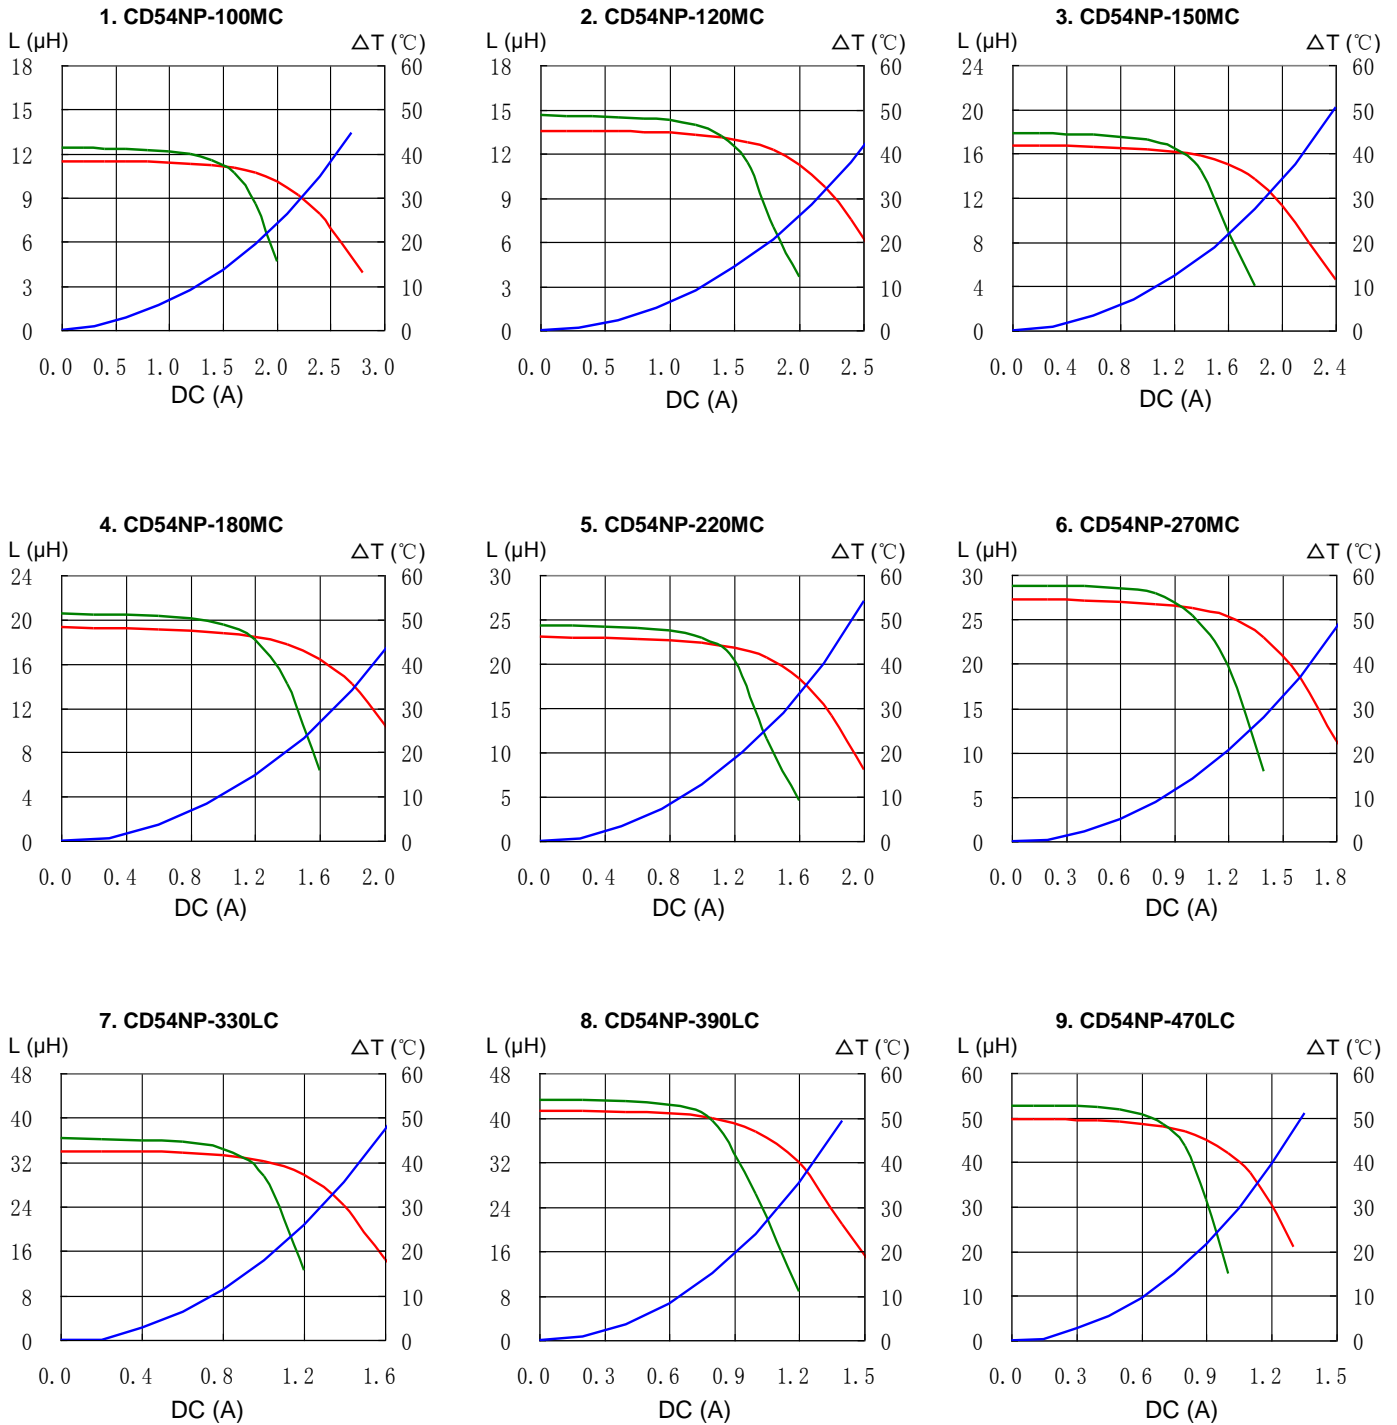 1. CD54NP-100MC
L (µH) △T (℃)
18 60
15 50
12 40
9 30
6 20
3 10
0 0
0.0 0.5 1.0 1.5 2.0 2.5 3.0
DC (A)
2. CD54NP-120MC
L (µH) △T (℃)
18 60
15 50
12 40
9 30
6 20
3 10
0 0
0.0 0.5 1.0 1.5 2.0 2.5
DC (A)
3. CD54NP-150MC
L (µH) △T (℃)
24 60
20 50
16 40
12 30
8 20
4 10
0 0
0.0 0.4 0.8 1.2 1.6 2.0 2.4
DC (A)
4. CD54NP-180MC
L (µH) △T (℃)
24 60
20 50
16 40
12 30
8 20
4 10
0 0
0.0 0.4 0.8 1.2 1.6 2.0
DC (A)
5. CD54NP-220MC
L (µH) △T (℃)
30 60
25 50
20 40
15 30
10 20
5 10
0 0
0.0 0.4 0.8 1.2 1.6 2.0
DC (A)
6. CD54NP-270MC
L (µH) △T (℃)
30 60
25 50
20 40
15 30
10 20
5 10
0 0
0.0 0.3 0.6 0.9 1.2 1.5 1.8
DC (A)
7. CD54NP-330LC
L (µH) △T (℃)
48 60
40 50
32 40
24 30
16 20
8 10
0 0
0.0 0.4 0.8 1.2 1.6
DC (A)
8. CD54NP-390LC
L (µH) △T (℃)
48 60
40 50
32 40
24 30
16 20
8 10
0 0
0.0 0.3 0.6 0.9 1.2 1.5
DC (A)
9. CD54NP-470LC
L (µH) △T (℃)
60 60
50 50
40 40
30 30
20 20
10 10
0 0
0.0 0.3 0.6 0.9 1.2 1.5
DC (A)